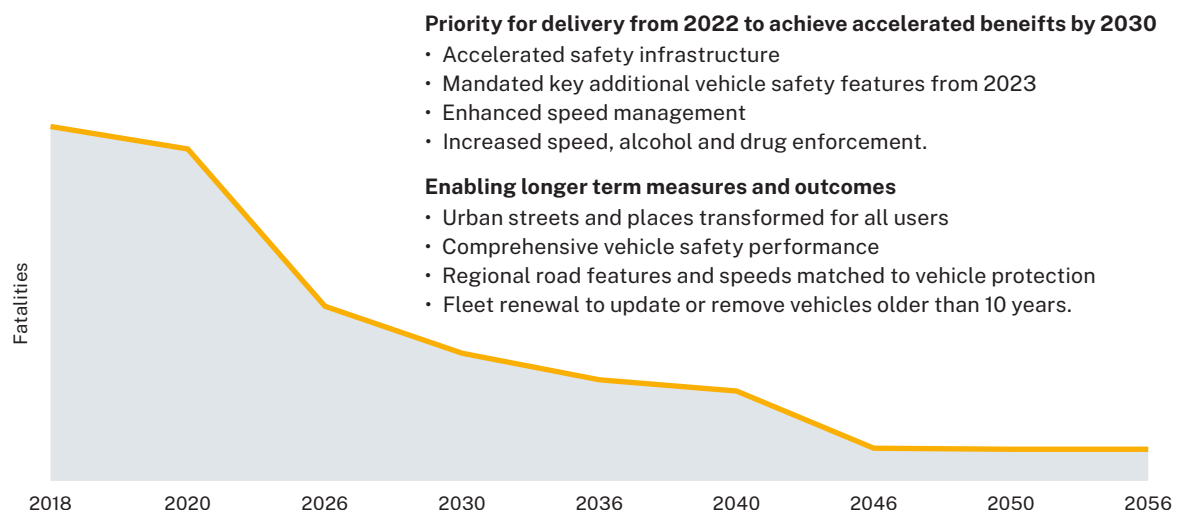 Priority for delivery from 2022 to achieve accelerated beneifts by 2030
• Accelerated safety infrastructure
• Mandated key additional vehicle safety features from 2023
• Enhanced speed management
• Increased speed, alcohol and drug enforcement.
Enabling longer term measures and outcomes
• Urban streets and places transformed for all users
• Comprehensive vehicle safety performance
• Regional road features and speeds matched to vehicle protection
• Fleet renewal to update or remove vehicles older than 10 years.
Fatalities
2018 2020 2026 2030 2036 2040 2046 2050 2056